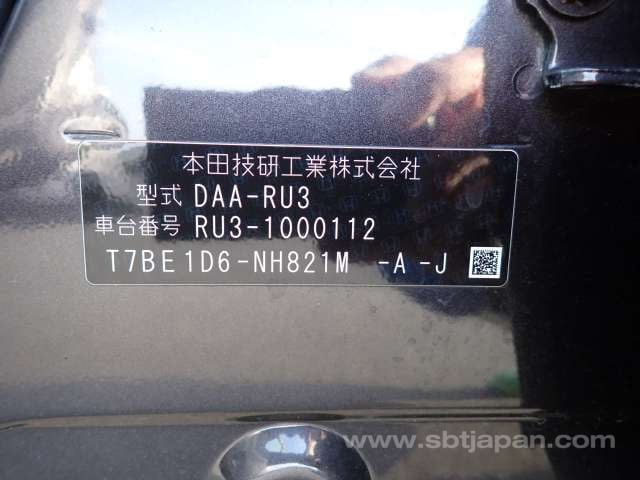 本田技研工業株式会社
型式 DAA-RU3
車台番号 RU3-1000112
T7BE1D6-NH821M -A -J
www.sbtjapan.com